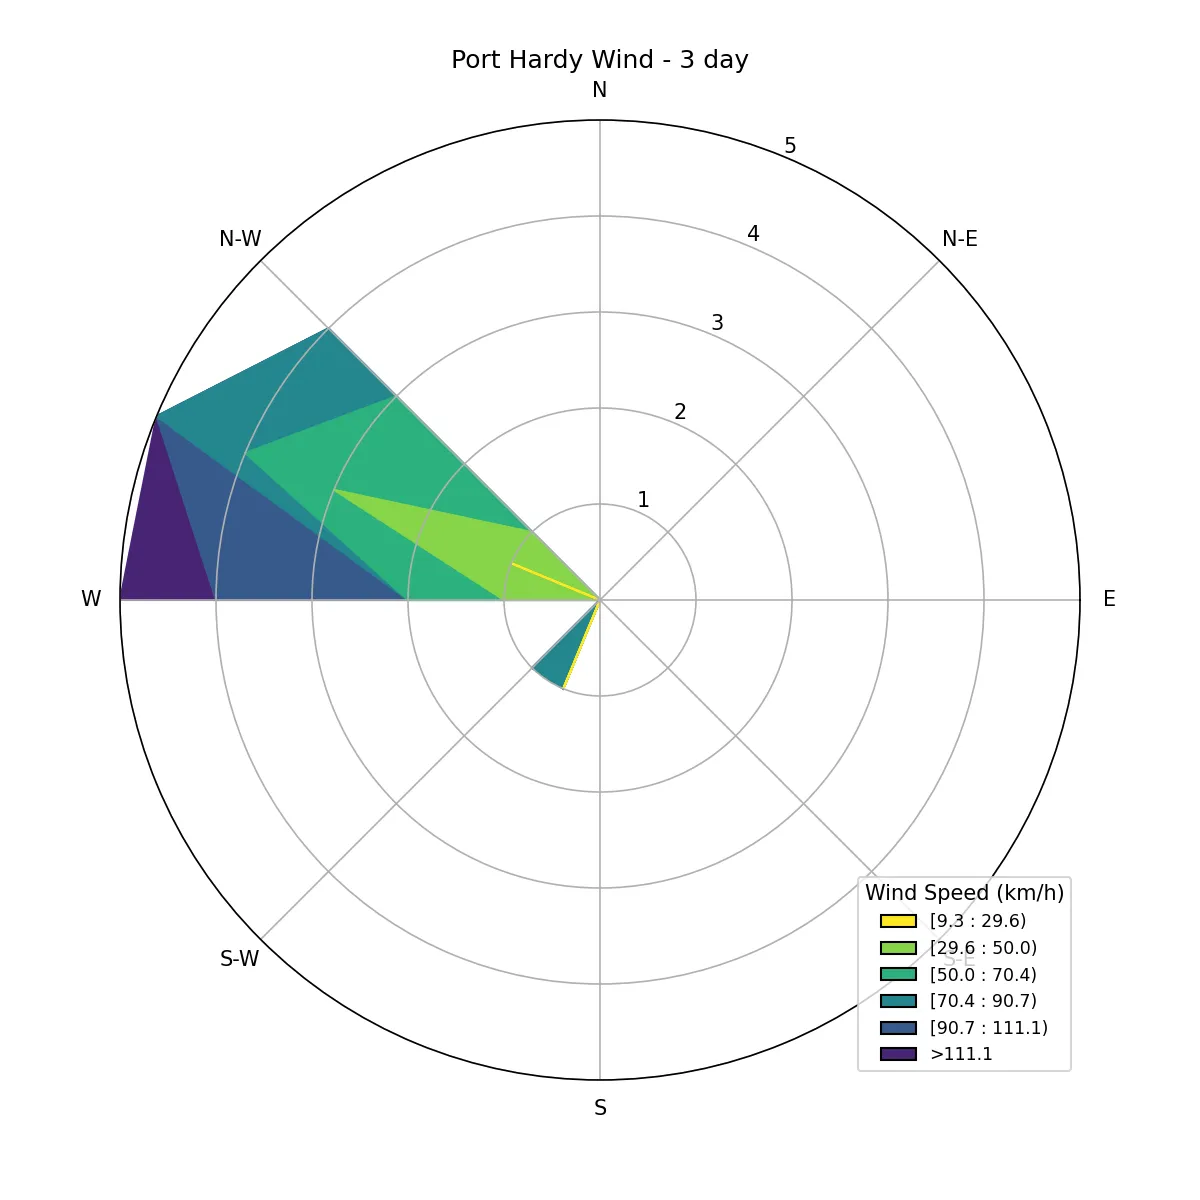 Port Hardy Wind - 3 day
N
5
N-W
4
N-E
3
2
1
W
E
Wind Speed (km/h)
[9.3 : 29.6)
[29.6 : 50.0)
S-W
S-E
[50.0 : 70.4)
[70.4 : 90.7)
[90.7 : 111.1)
>111.1
S